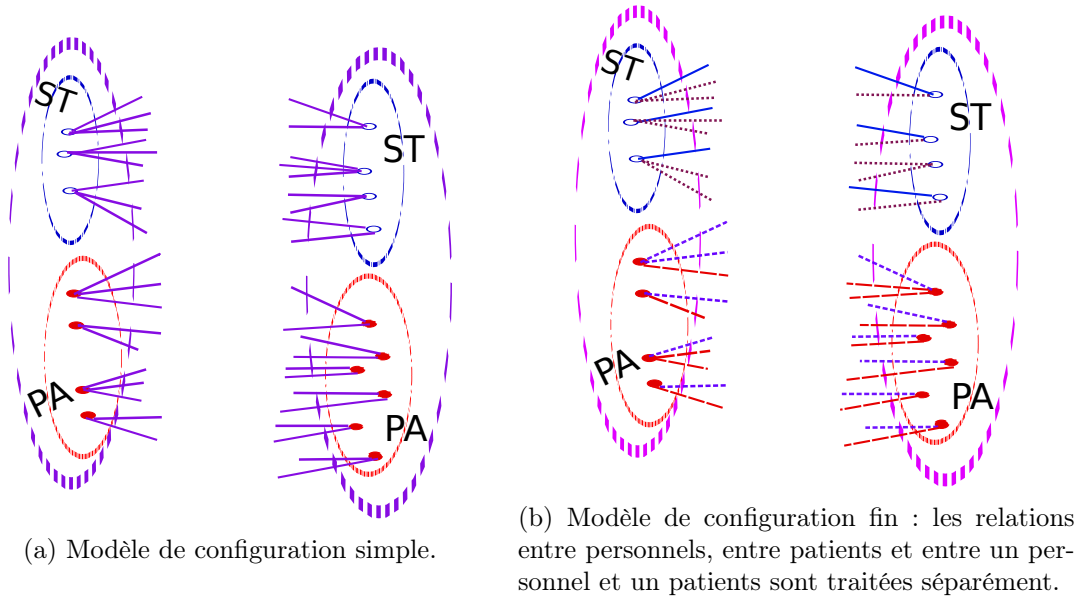 ST
ST
PA
PA
(a) Modèle de configuration simple.
ST
ST
PA
PA
(b) Modèle de configuration fin : les relations
entre personnels, entre patients et entre un per-
sonnel et un patients sont traitées séparément.